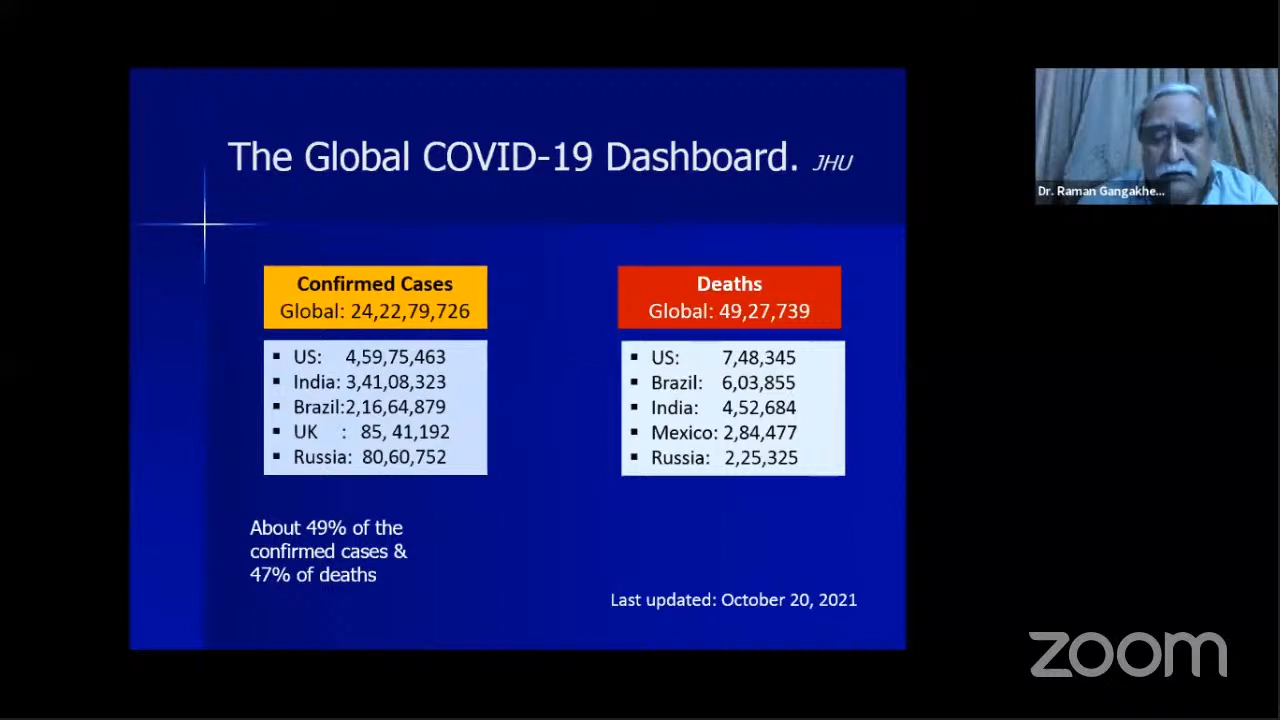 The Global COVID-19 Dashboard. JHU
Dr. Raman Gangakhe...
Confirmed Cases
Global: 24,22,79,726
Deaths
Global: 49,27,739
▪ US: 4,59,75,463
▪ India: 3,41,08,323
▪ Brazil:2,16,64,879
▪ UK : 85, 41,192
▪ Russia: 80,60,752
▪ US: 7,48,345
▪ Brazil: 6,03,855
▪ India: 4,52,684
▪ Mexico: 2,84,477
▪ Russia: 2,25,325
About 49% of the
confirmed cases &
47% of deaths
Last updated: October 20, 2021
zoom